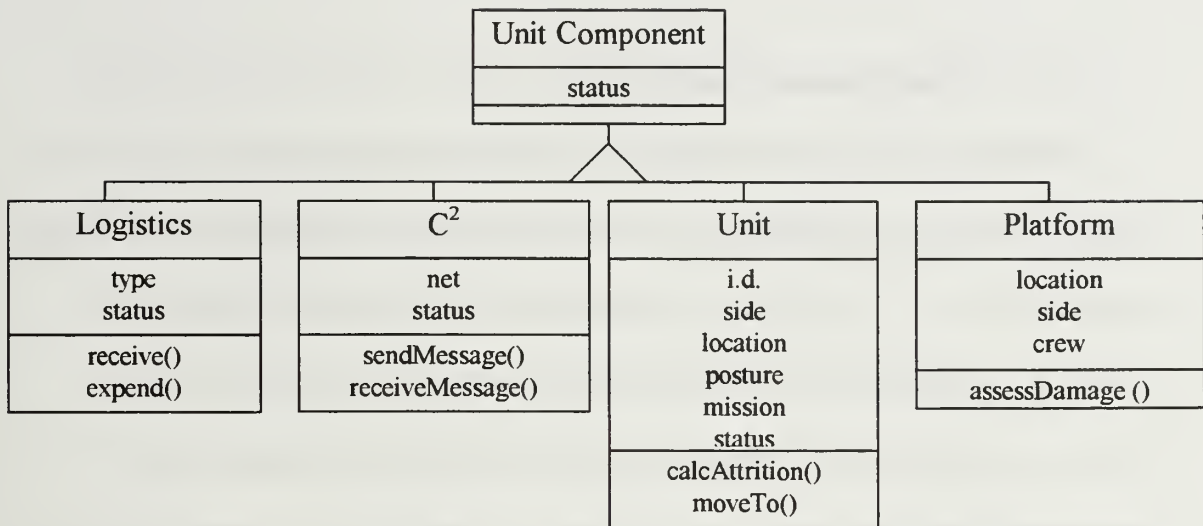 Unit Component
status
Logistics
type
status
receive()
expend()
C²
net
status
sendMessage()
receiveMessage()
Unit
i.d.
side
location
posture
mission
status
calcAttrition()
moveTo()
Platform
location
side
crew
assessDamage ()